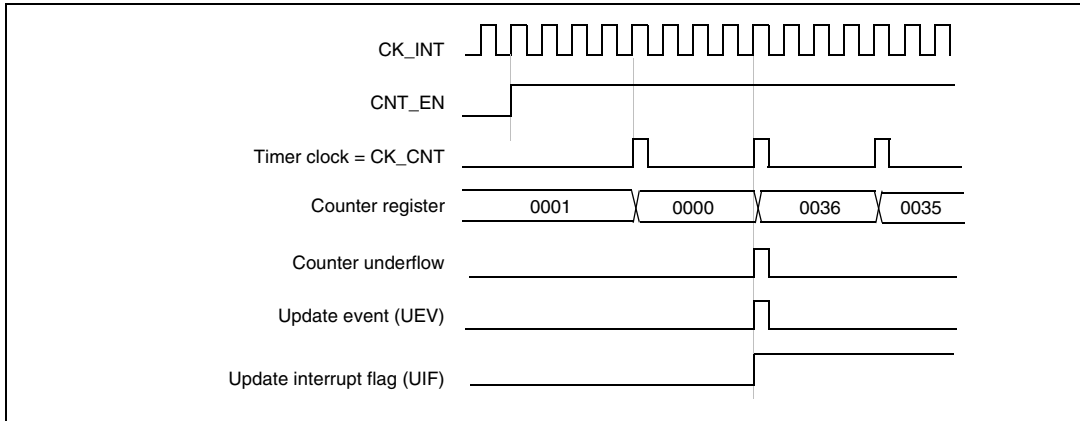 CK_INT
CNT_EN
Timer clock = CK_CNT
Counter register 0001 0000 0036 0035
Counter underflow
Update event (UEV)
Update interrupt flag (UIF)